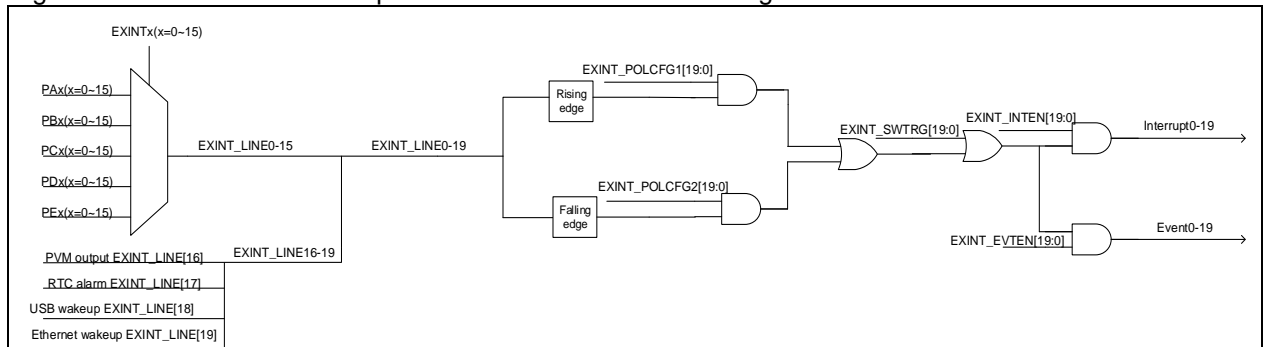 EXINTx(x=0~15)
PAx(x=0~15)
PBx(x=0~15)
PCx(x=0~15)
PDx(x=0~15)
PEx(x=0~15)
EXINT_LINE0-15
EXINT_LINE0-19
PVM output EXINT_LINE[16]
EXINT_LINE16-19
RTC alarm EXINT_LINE[17]
USB wakeup EXINT_LINE[18]
Ethernet wakeup EXINT_LINE[19]
Rising
edge
EXINT_POLCFG1[19:0]
Falling
edge
EXINT_POLCFG2[19:0]
EXINT_SWTRG[19:0]
EXINT_INTEN[19:0]
Interrupt0-19
EXINT_EVTEN[19:0]
Event0-19